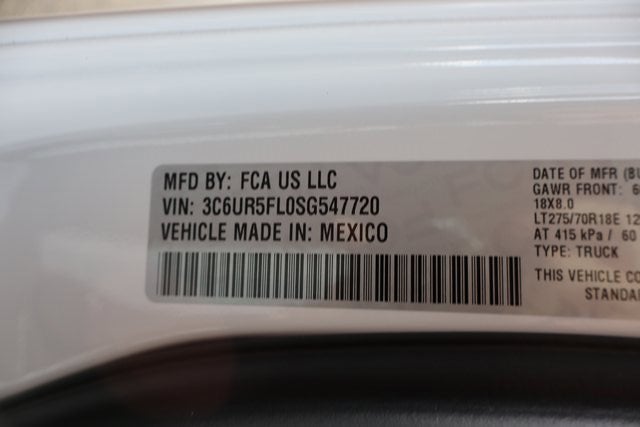 MFD BY: FCA US LLC
VIN: 3C6UR5FL0SG547720
VEHICLE MADE IN: MEXICO
DATE OF MFR
GAWR FRONT:
18X8.0
LT275/70R18E
AT 415 kPa / 60
TYPE: TRUCK
THIS VEHICLE